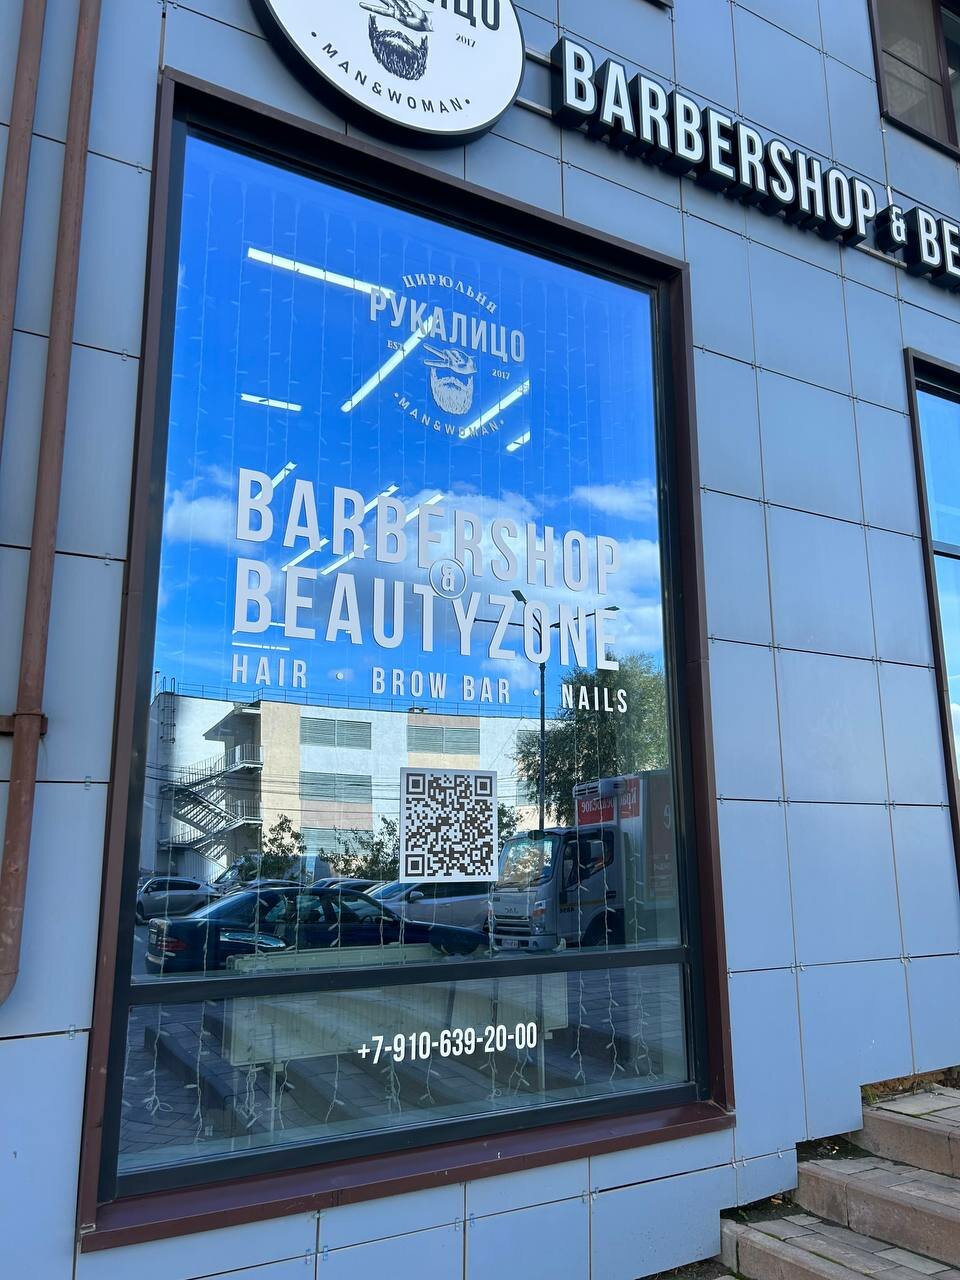 2017
• MAN & WOMAN •
BARBERSHOP & BE
ЦИРЮЛЬНЯ
РУКАЛИЦО
EST 2017
• MAN & WOMAN •
BARBERSHOP
&
BEAUTYZONE
HAIR • BROW BAR • NAILS
+7-910-639-20-00